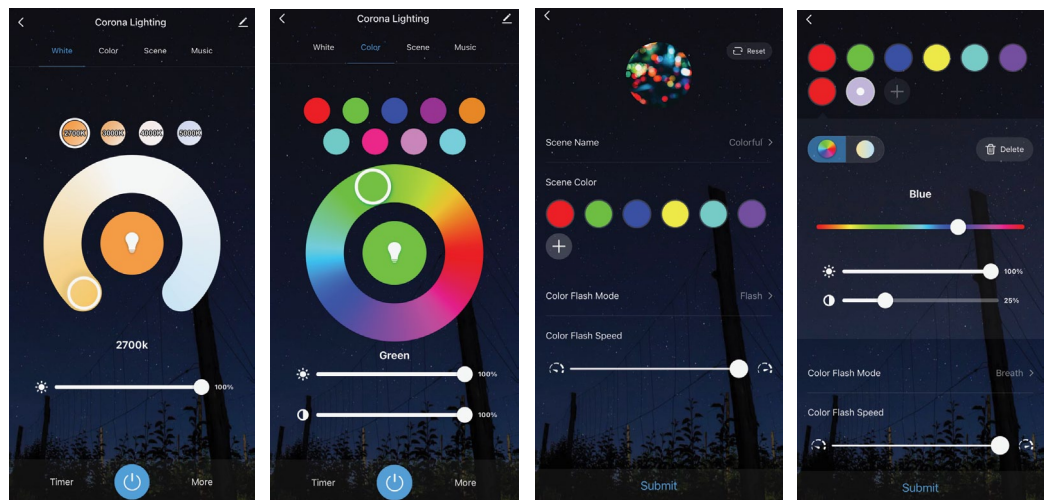 Corona Lighting
White Color Scene Music
2700K 3000K 4000K 5000K
2700k
100%
Timer More
Corona Lighting
White Color Scene Music
Green
100%
100%
Timer More
Reset
Scene Name Colorful >
Scene Color
Color Flash Mode Flash >
Color Flash Speed
Submit
Delete
Blue
100%
25%
Color Flash Mode Breath >
Color Flash Speed
Submit